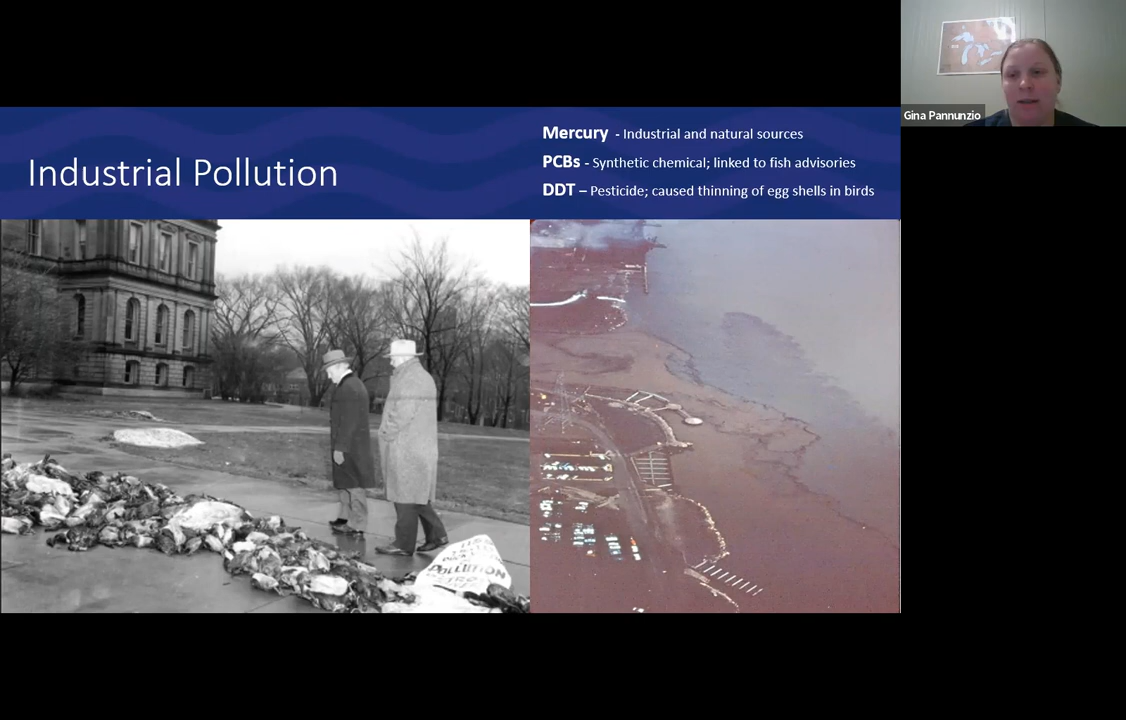 Industrial Pollution
Mercury - Industrial and natural sources
PCBs - Synthetic chemical; linked to fish advisories
DDT – Pesticide; caused thinning of egg shells in birds
Gina Pannunzio
POLLUTION